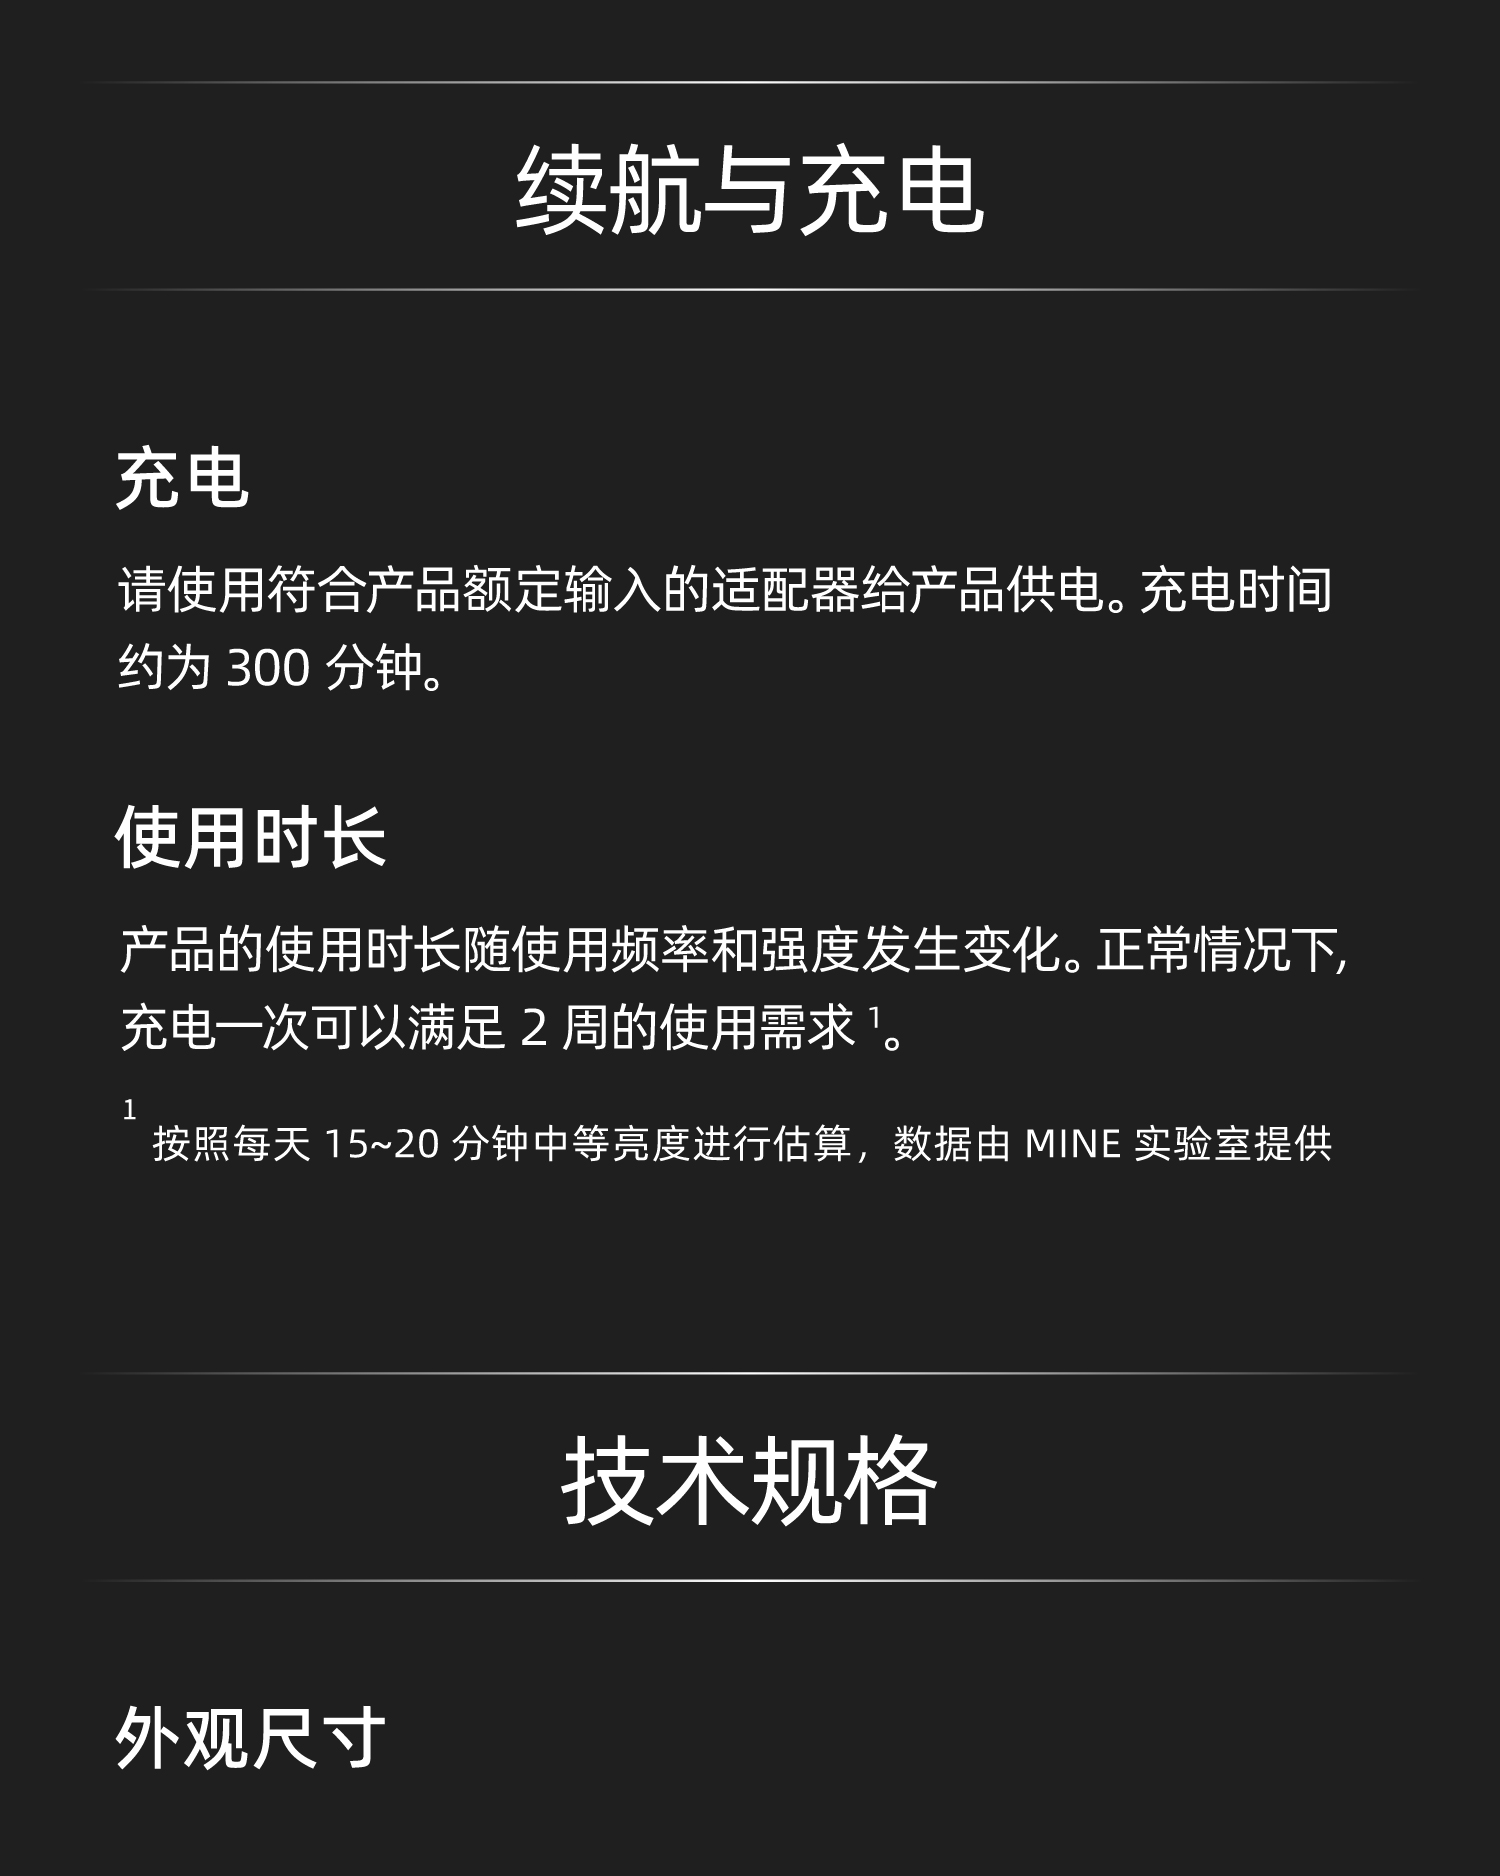 续航与充电
充电
请使用符合产品额定输入的适配器给产品供电。充电时间
约为 300 分钟。
使用时长
产品的使用时长随使用频率和强度发生变化。正常情况下,
充电一次可以满足 2 周的使用需求 ¹。
¹ 按照每天 15~20 分钟中等亮度进行估算，数据由 MINE 实验室提供
技术规格
外观尺寸